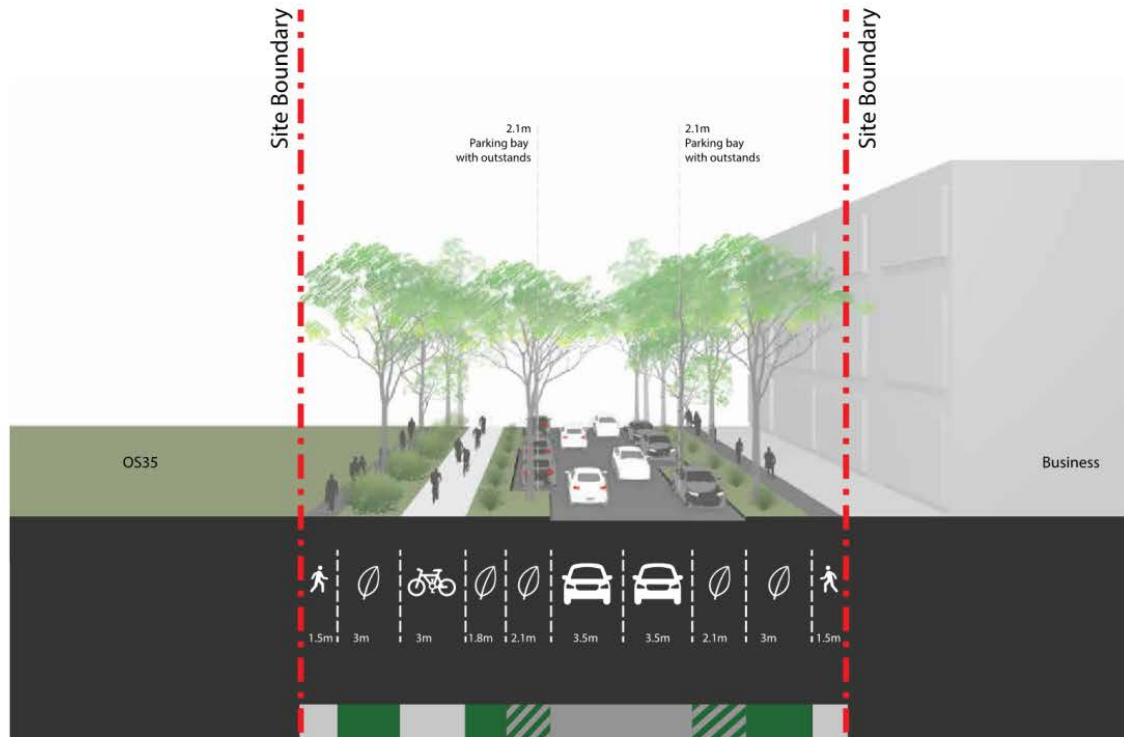 Site Boundary
Site Boundary
2.1m
Parking bay
with outstands
2.1m
Parking bay
with outstands
OS35
Business
1.5m
3m
3m
1.8m
2.1m
3.5m
3.5m
2.1m
3m
1.5m